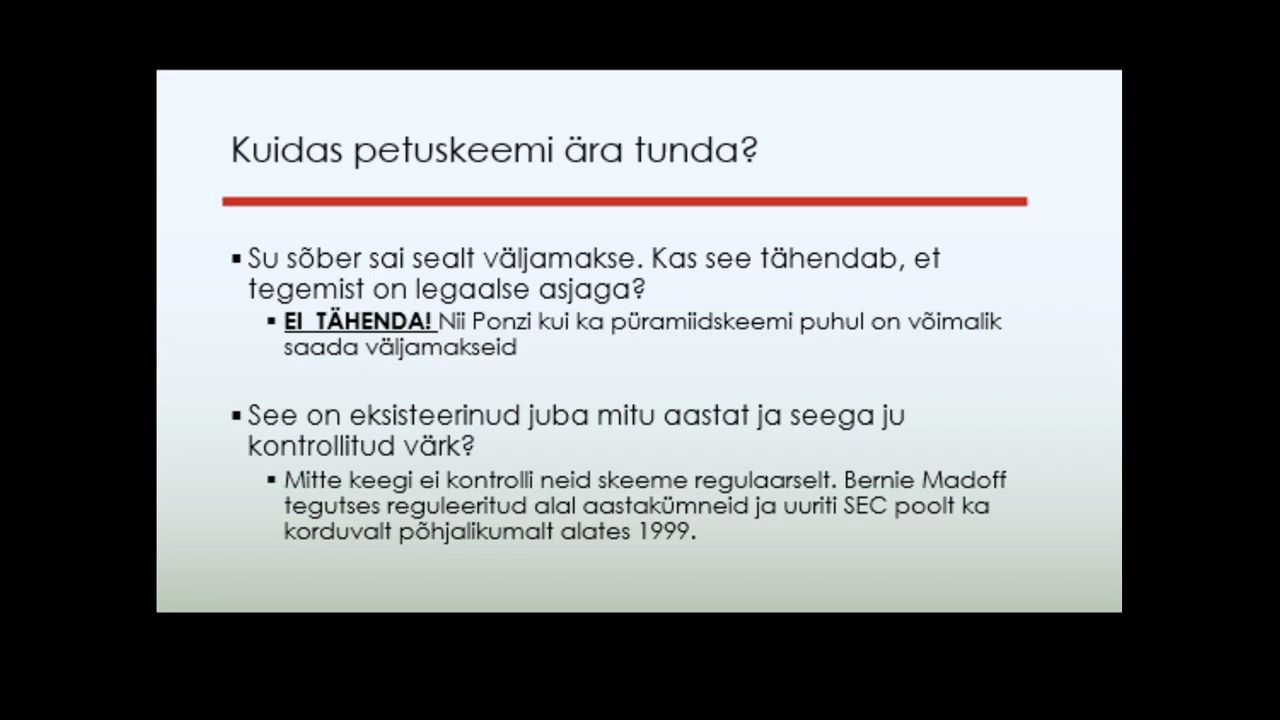 Kuidas petuskeemi ära tunda?
▪ Su sõber sai sealt väljamakse. Kas see tähendab, et
tegemist on legaalse asjaga?
▪ EI TÄHENDA! Nii Ponzi kui ka püramiidskeemi puhul on võimalik
saada väljamakseid
▪ See on eksisteerinud juba mitu aastat ja seega ju
kontrollitud värk?
▪ Mitte keegi ei kontrolli neid skeeme regulaarselt. Bernie Madoff
tegutses reguleeritud alal aastakümneid ja uuriti SEC poolt ka
korduvalt põhjalikumalt alates 1999.